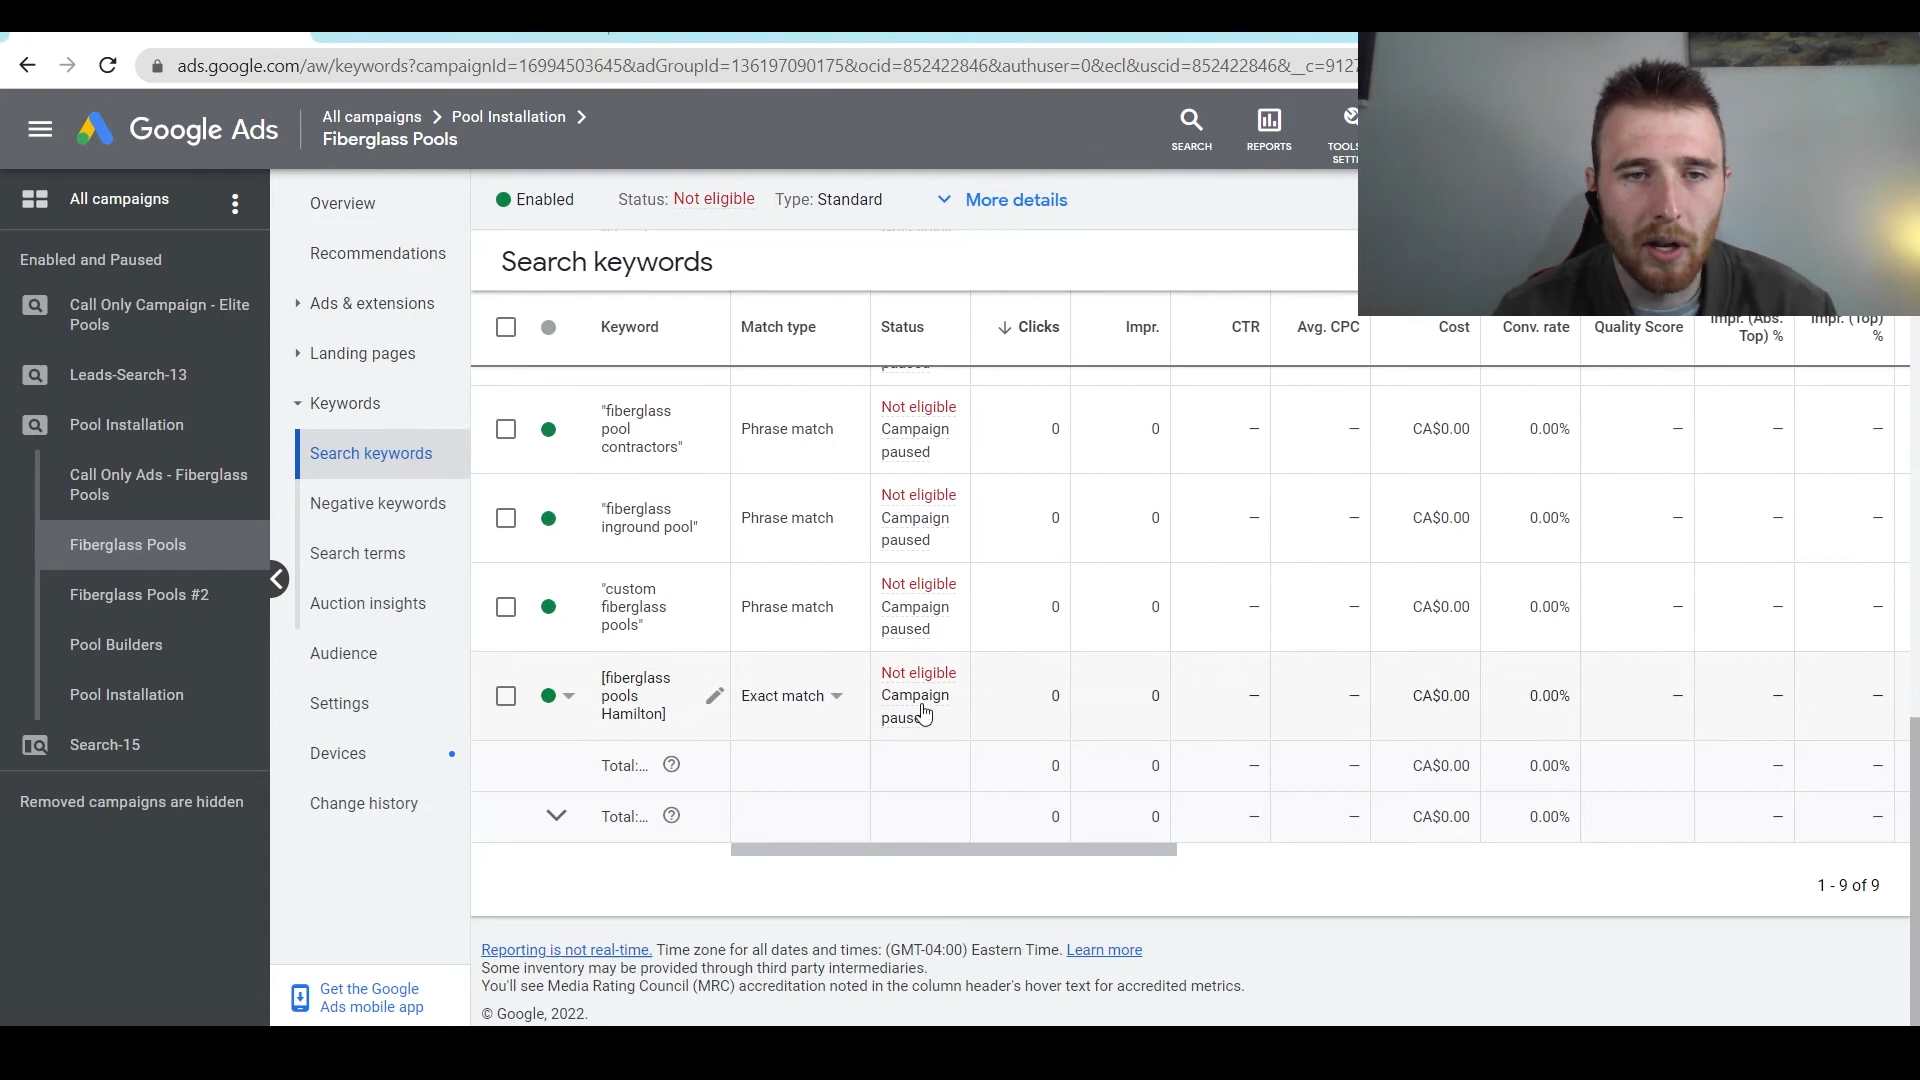 ads.google.com/aw/keywords?campaignId=16994503645&adGroupId=136197090175&ocid=852422846&authuser=0&ecl&uscid=852422846&__c=9127
Google Ads
All campaigns
Pool Installation
Fiberglass Pools
SEARCH
REPORTS
TOOLS
SETTI
All campaigns
Enabled and Paused
Call Only Campaign - Elite
Pools
Leads-Search-13
Pool Installation
Call Only Ads - Fiberglass
Pools
Fiberglass Pools
Fiberglass Pools #2
Pool Builders
Pool Installation
Search-15
Removed campaigns are hidden
Overview
Recommendations
Ads & extensions
Landing pages
Keywords
Search keywords
Negative keywords
Search terms
Auction insights
Audience
Settings
Devices
Change history
Get the Google
Ads mobile app
Enabled
Status: Not eligible
Type: Standard
More details
Search keywords
Keyword
Match type
Status
Clicks
Impr.
CTR
Avg. CPC
Cost
Conv. rate
Quality Score
Impr. (Abs.
Top) %
Impr. (Top)
%
paused
"fiberglass
pool
contractors"
Phrase match
Not eligible
Campaign
paused
0
0
—
—
CA$0.00
0.00%
—
—
—
"fiberglass
inground pool"
Phrase match
Not eligible
Campaign
paused
0
0
—
—
CA$0.00
0.00%
—
—
—
"custom
fiberglass
pools"
Phrase match
Not eligible
Campaign
paused
0
0
—
—
CA$0.00
0.00%
—
—
—
[fiberglass
pools
Hamilton]
Exact match
Not eligible
Campaign
paused
0
0
—
—
CA$0.00
0.00%
—
—
—
Total:...
0
0
—
—
CA$0.00
0.00%
—
—
Total:...
0
0
—
—
CA$0.00
0.00%
—
—
1 - 9 of 9
Reporting is not real-time. Time zone for all dates and times: (GMT-04:00) Eastern Time. Learn more
Some inventory may be provided through third party intermediaries.
You'll see Media Rating Council (MRC) accreditation noted in the column header's hover text for accredited metrics.
© Google, 2022.